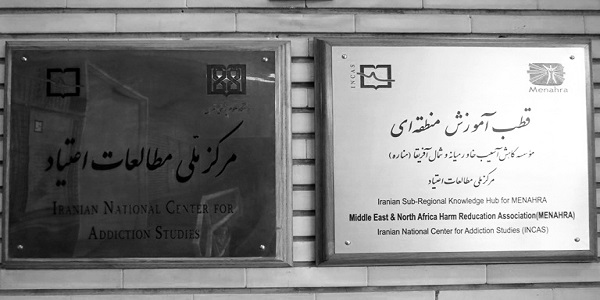 مرکز ملی مطالعات اعتیاد
IRANIAN NATIONAL CENTER FOR
ADDICTION STUDIES
INCAS
Menahra
قطب آموزش منطقه‌ای
مؤسسه کاهش آسیب خاورمیانه و شمال آفریقا (مناره)
مرکز ملی مطالعات اعتیاد
Iranian Sub-Regional Knowledge Hub for MENAHRA
Middle East & North Africa Harm Reducation Association(MENAHRA)
Iranian National Center for Addiction Studies (INCAS)